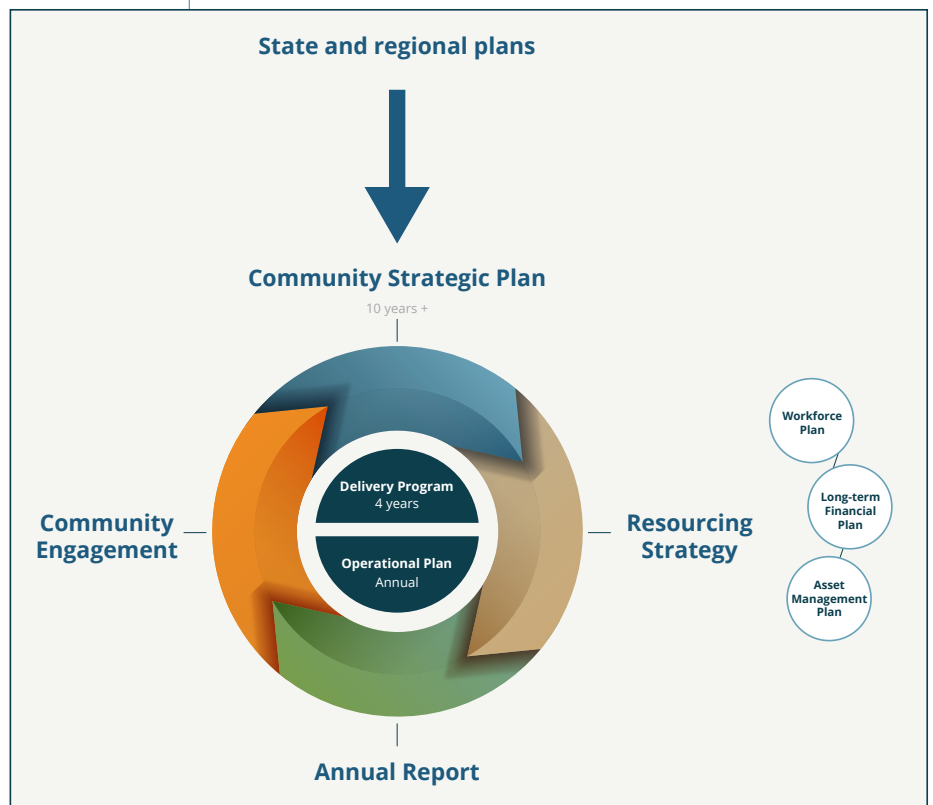 State and regional plans
Community Strategic Plan
10 years +
Delivery Program
4 years
Operational Plan
Annual
Community
Engagement
Resourcing
Strategy
Workforce
Plan
Long-term
Financial
Plan
Asset
Management
Plan
Annual Report